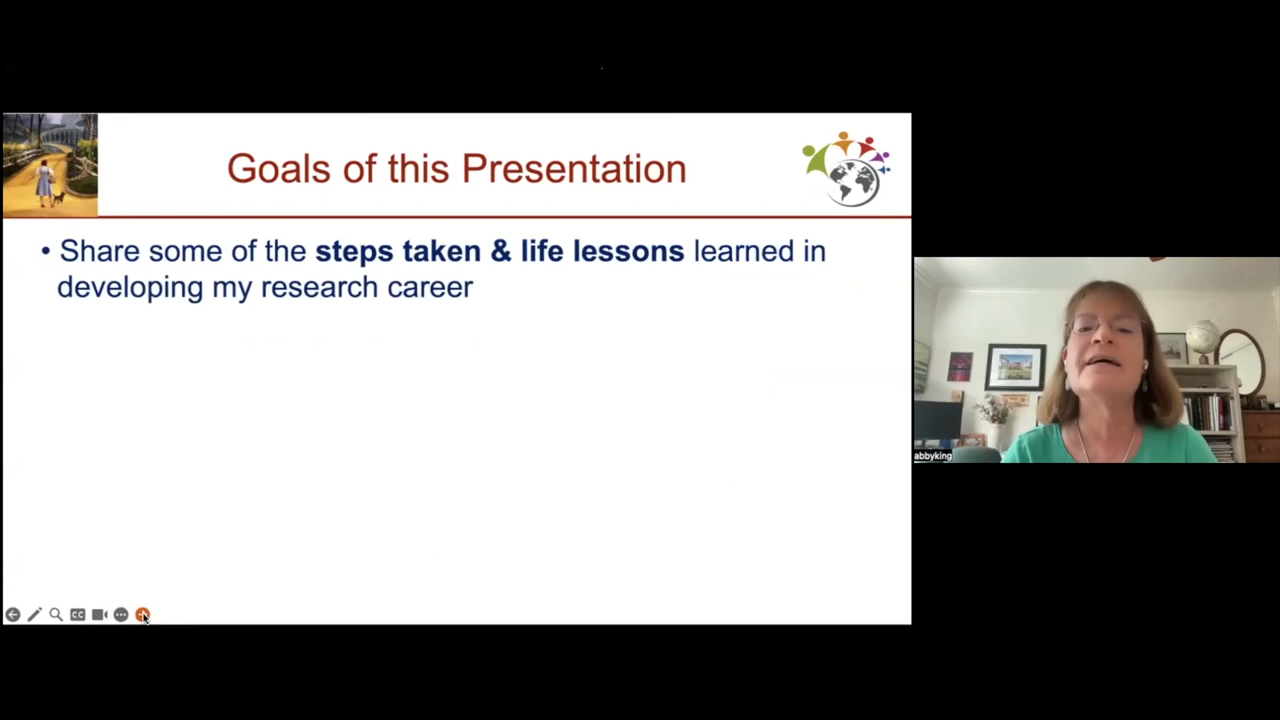 Goals of this Presentation
• Share some of the steps taken & life lessons learned in
developing my research career
CC
abbyking